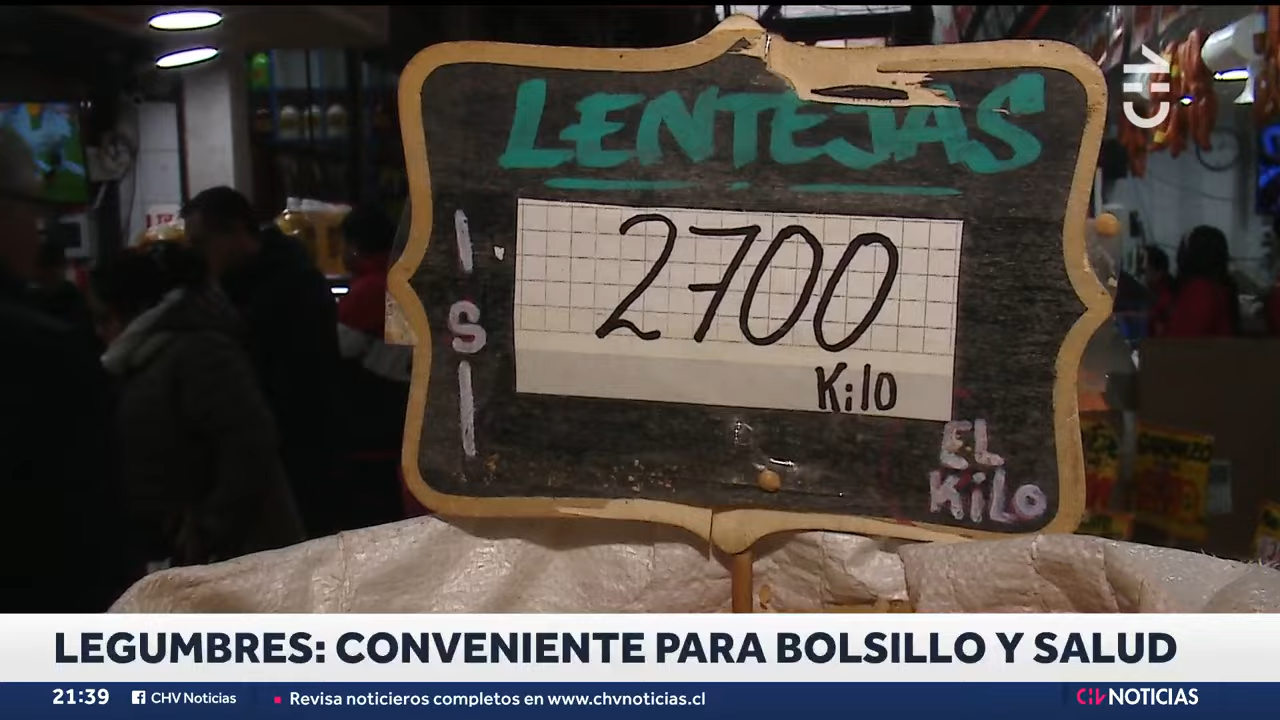 CHV
LENTEJAS
2700
Kilo
EL
KiLO
LEGUMBRES: CONVENIENTE PARA BOLSILLO Y SALUD
21:39
CHV Noticias
Revisa noticieros completos en www.chvnoticias.cl
CHV NOTICIAS